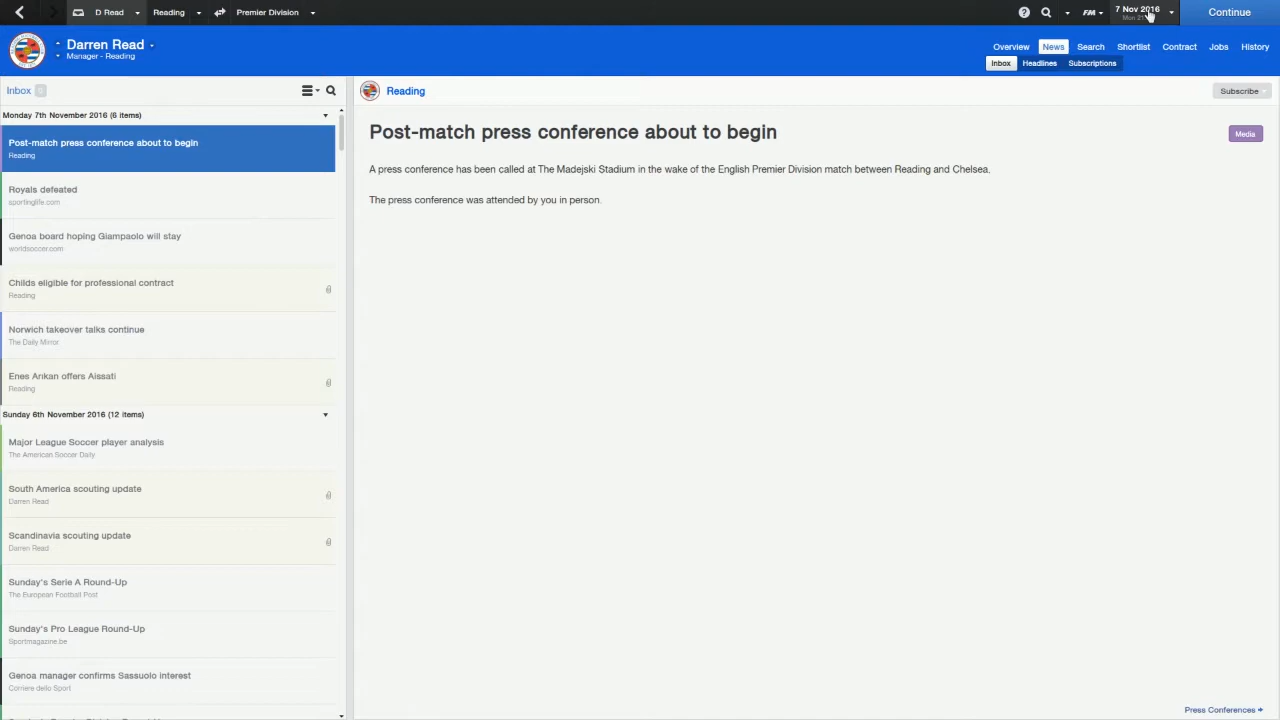 D Read
Reading
Premier Division
FM
7 Nov 2016
Continue
Darren Read
Manager - Reading
Overview
News
Search
Shortlist
Contract
Jobs
History
Inbox
Headlines
Subscriptions
Inbox
Reading
Subscribe
Monday 7th November 2016 (6 items)
Post-match press conference about to begin
Reading
Royals defeated
sportinglife.com
Genoa board hoping Giampaolo will stay
worldsoccer.com
Childs eligible for professional contract
Reading
Norwich takeover talks continue
The Daily Mirror
Enes Arıkan offers Aissati
Reading
Sunday 6th November 2016 (12 items)
Major League Soccer player analysis
The American Soccer Daily
South America scouting update
Darren Read
Scandinavia scouting update
Darren Read
Sunday's Serie A Round-Up
The European Football Post
Sunday's Pro League Round-Up
Sportmagazine.be
Genoa manager confirms Sassuolo interest
Corriere dello Sport
Post-match press conference about to begin
Media
A press conference has been called at The Madejski Stadium in the wake of the English Premier Division match between Reading and Chelsea.
The press conference was attended by you in person.
Press Conferences